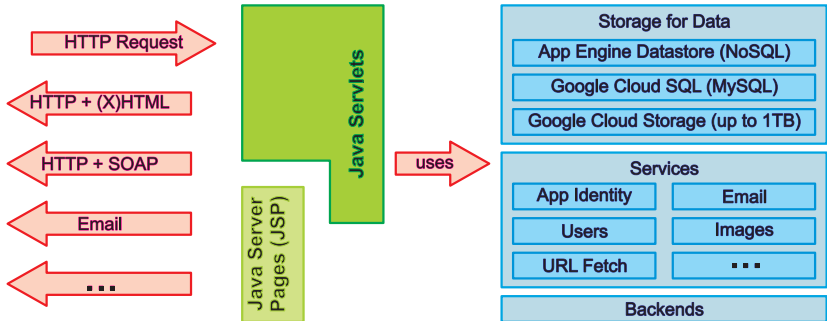 HTTP Request
HTTP + (X)HTML
HTTP + SOAP
Email
...
Java Servlets
Java Server
Pages (JSP)
uses
Storage for Data
App Engine Datastore (NoSQL)
Google Cloud SQL (MySQL)
Google Cloud Storage (up to 1TB)
Services
App Identity
Email
Users
Images
URL Fetch
...
Backends